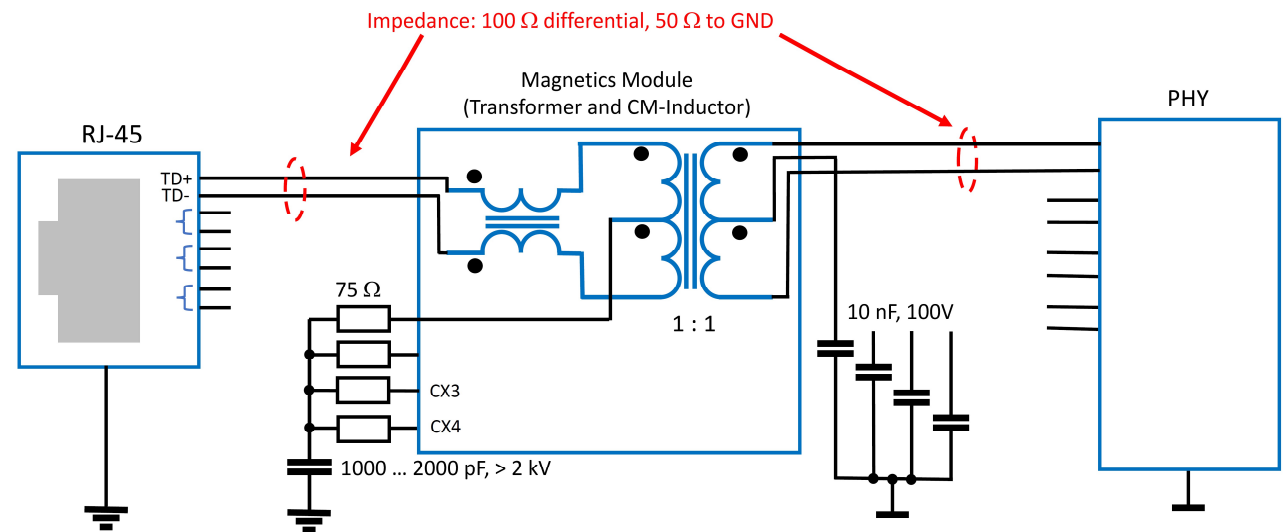 Impedance: 100 Ω differential, 50 Ω to GND
Magnetics Module
(Transformer and CM-Inductor)
PHY
RJ-45
TD+
TD-
75 Ω
1 : 1
10 nF, 100V
CX3
CX4
1000 ... 2000 pF, > 2 kV